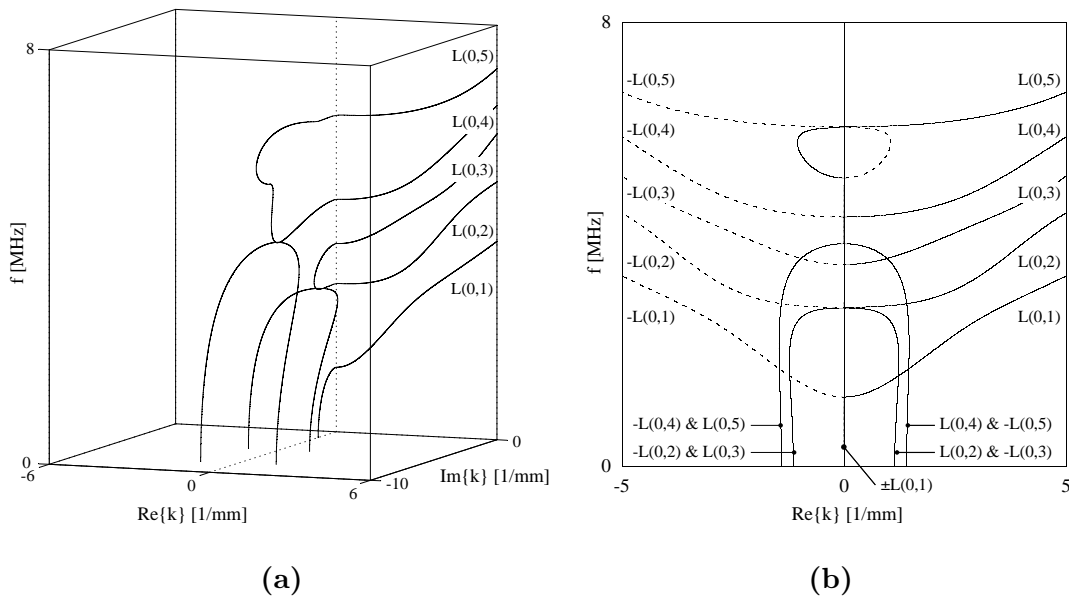 8
L(0,5)
L(0,4)
L(0,3)
L(0,2)
L(0,1)
f [MHz]
0
-6
0
6
-10
0
Im{k} [1/mm]
Re{k} [1/mm]
(a)
8
-L(0,5)
L(0,5)
-L(0,4)
L(0,4)
-L(0,3)
L(0,3)
-L(0,2)
L(0,2)
-L(0,1)
L(0,1)
f [MHz]
-L(0,4) & L(0,5)
L(0,4) & -L(0,5)
-L(0,2) & L(0,3)
L(0,2) & -L(0,3)
0
±L(0,1)
-5
0
5
Re{k} [1/mm]
(b)